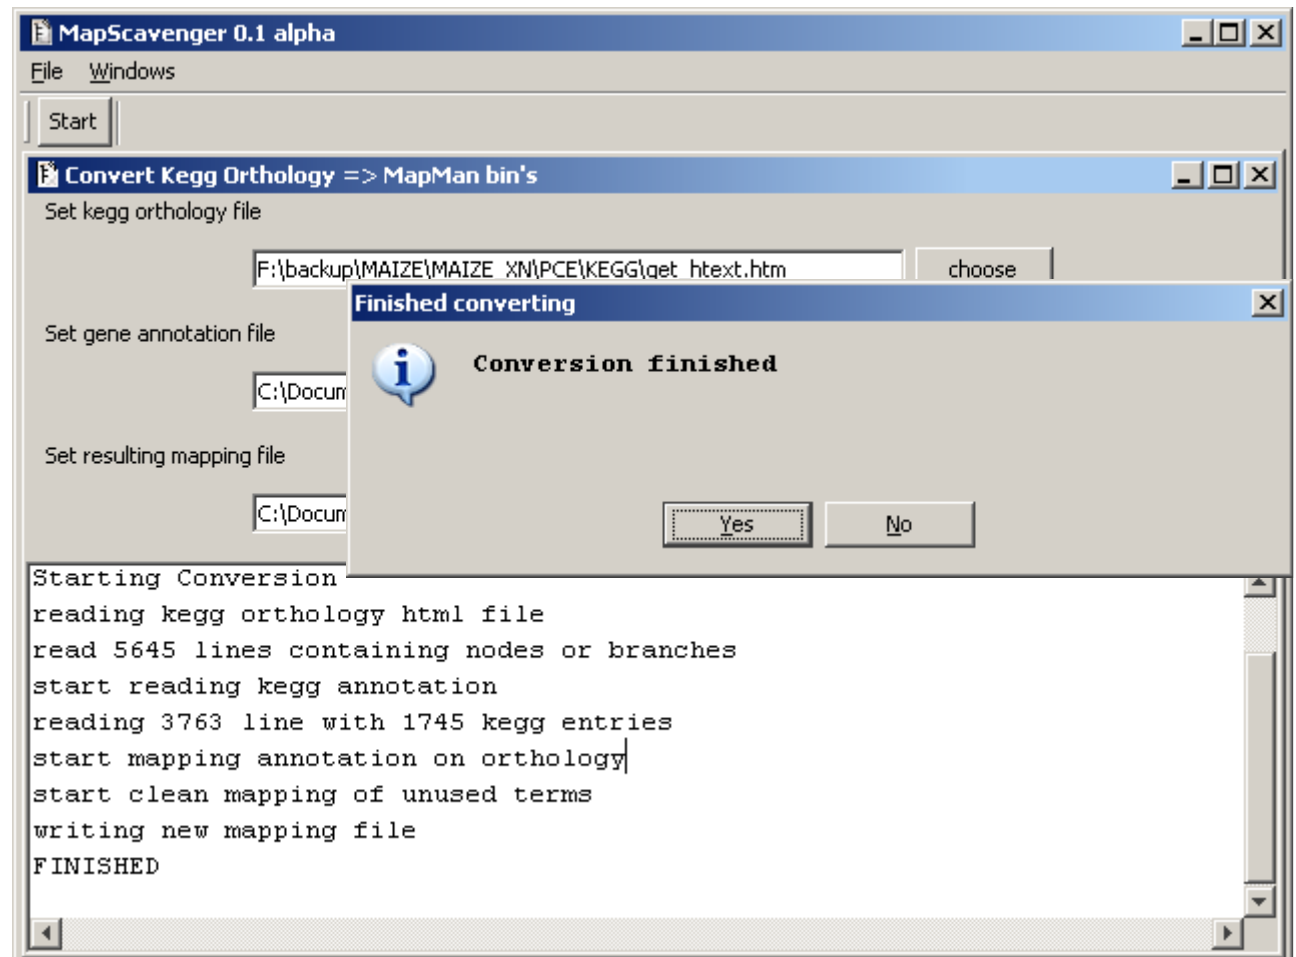 MapScavenger 0.1 alpha
File Windows
Start
Convert Kegg Orthology => MapMan bin's
Set kegg orthology file
F:\backup\MAIZE\MAIZE_XN\PCE\KEGG\get_htext.htm choose
Finished converting
Set gene annotation file
Conversion finished
C:\Docum
Set resulting mapping file
C:\Docum
Yes No
Starting Conversion
reading kegg orthology html file
read 5645 lines containing nodes or branches
start reading kegg annotation
reading 3763 line with 1745 kegg entries
start mapping annotation on orthology
start clean mapping of unused terms
writing new mapping file
FINISHED